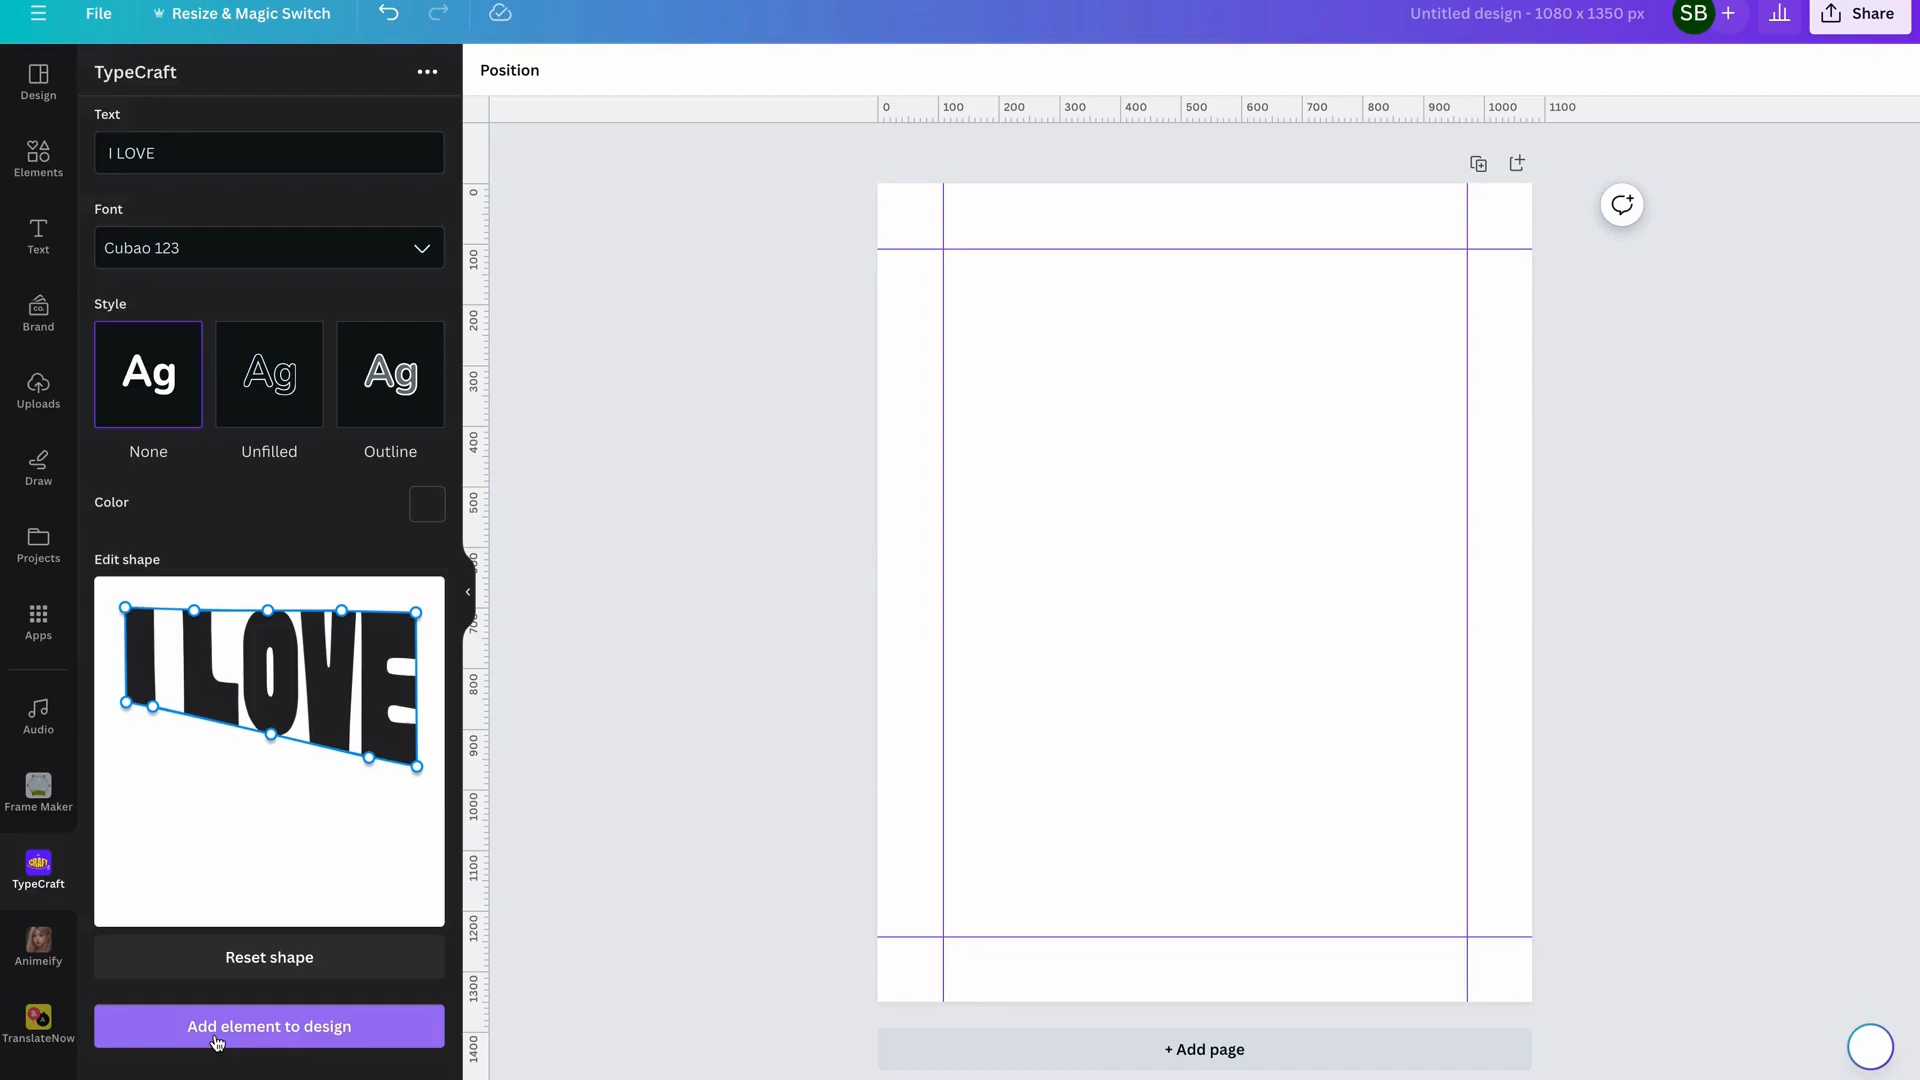 File
Resize & Magic Switch
Untitled design - 1080 x 1350 px
SB
+
Share
Design
Elements
Text
Brand
CO.
Uploads
Draw
Projects
Apps
Audio
Frame Maker
CRAFT
TypeCraft
Animeify
TranslateNow
TypeCraft
Text
I LOVE
Font
Cubao 123
Style
Ag Ag Ag
None Unfilled Outline
Color
Edit shape
I LOVE
Reset shape
Add element to design
Position
0 100 200 300 400 500 600 700 800 900 1000 1100
0
100
200
300
400
500
800
900
1000
1100
1200
1300
1400
+ Add page